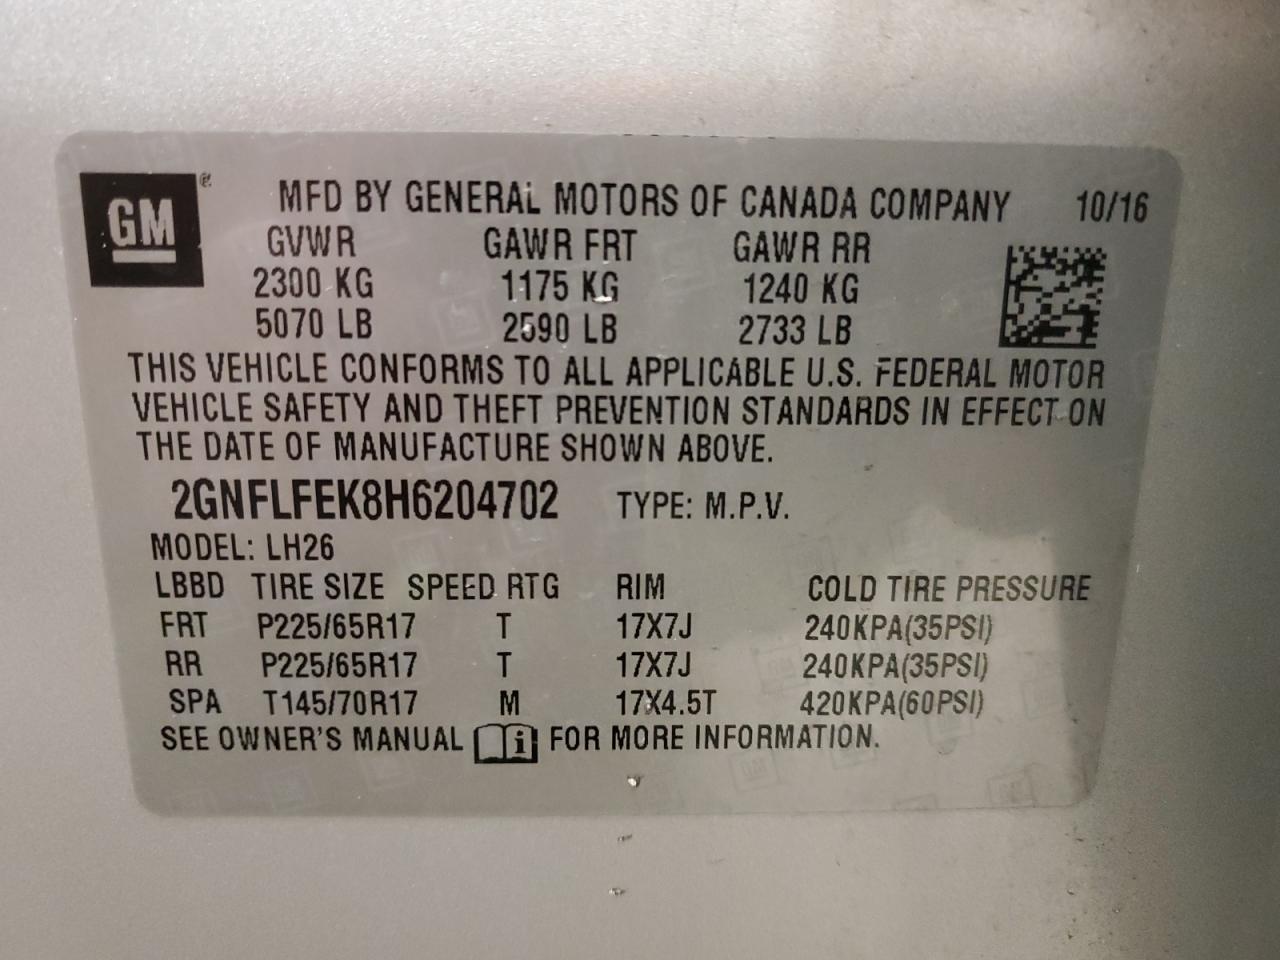 GM ®
MFD BY GENERAL MOTORS OF CANADA COMPANY 10/16
GVWR GAWR FRT GAWR RR
2300 KG 1175 KG 1240 KG
5070 LB 2590 LB 2733 LB
THIS VEHICLE CONFORMS TO ALL APPLICABLE U.S. FEDERAL MOTOR
VEHICLE SAFETY AND THEFT PREVENTION STANDARDS IN EFFECT ON
THE DATE OF MANUFACTURE SHOWN ABOVE.
2GNFLFEK8H6204702 TYPE: M.P.V.
MODEL: LH26
LBBD TIRE SIZE SPEED RTG RIM COLD TIRE PRESSURE
FRT P225/65R17 T 17X7J 240KPA(35PSI)
RR P225/65R17 T 17X7J 240KPA(35PSI)
SPA T145/70R17 M 17X4.5T 420KPA(60PSI)
SEE OWNER'S MANUAL i FOR MORE INFORMATION.